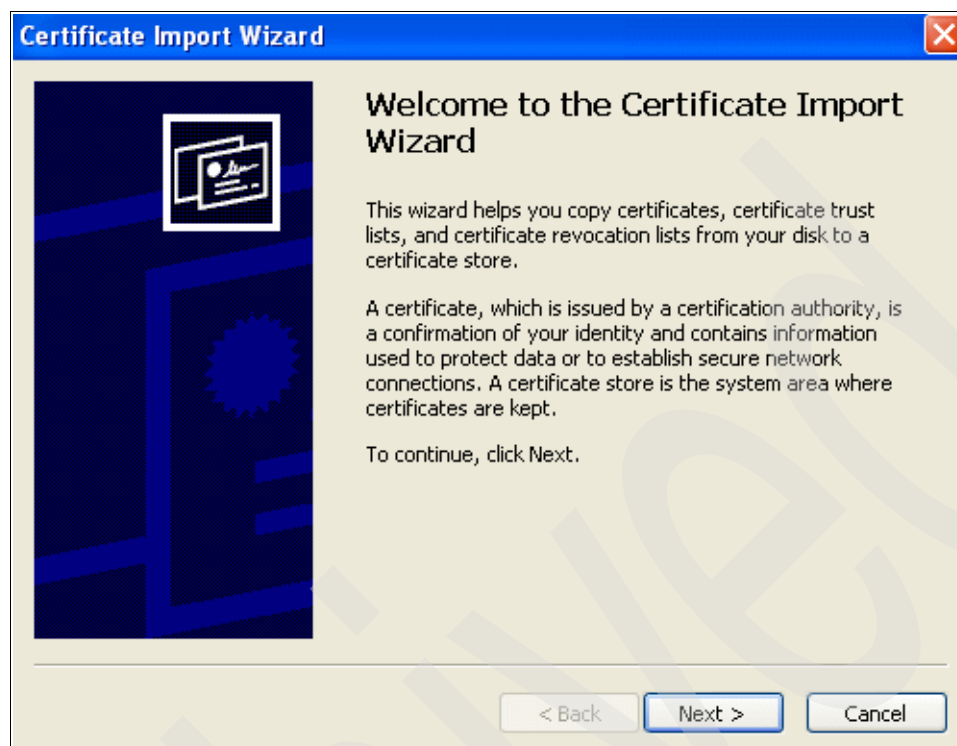 Certificate Import Wizard
Welcome to the Certificate Import
Wizard
This wizard helps you copy certificates, certificate trust
lists, and certificate revocation lists from your disk to a
certificate store.
A certificate, which is issued by a certification authority, is
a confirmation of your identity and contains information
used to protect data or to establish secure network
connections. A certificate store is the system area where
certificates are kept.
To continue, click Next.
< Back Next > Cancel